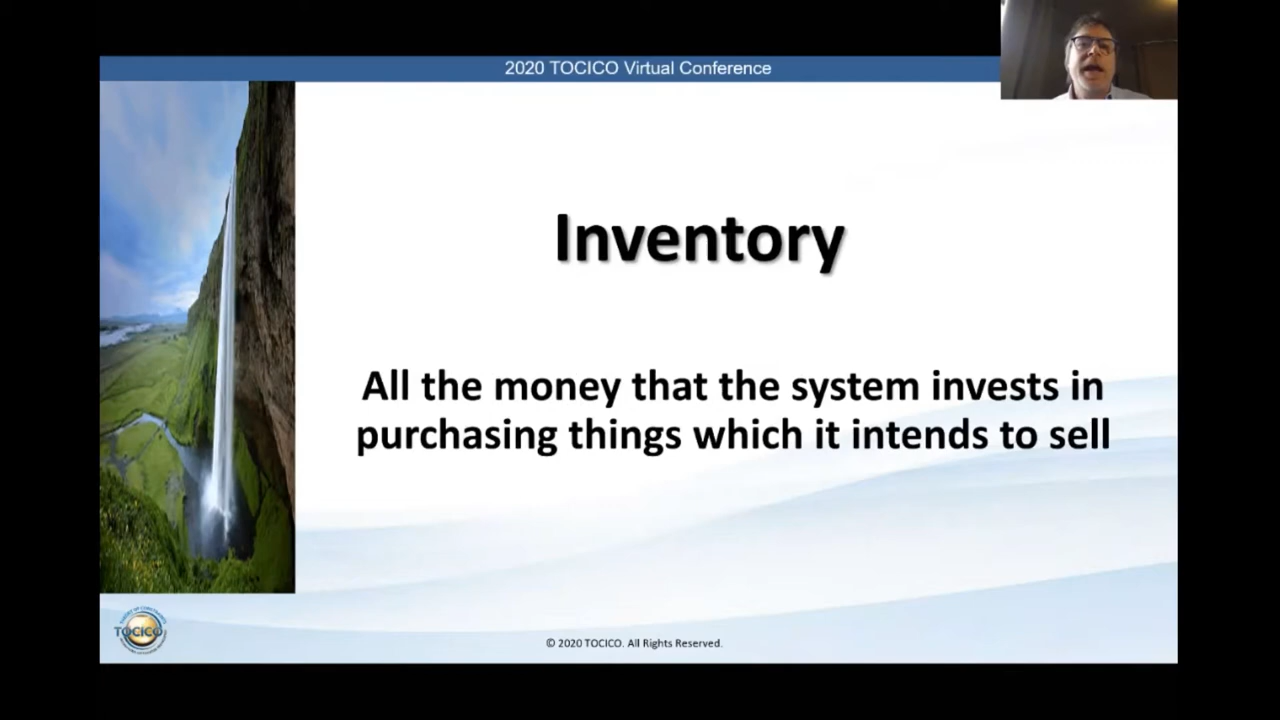 2020 TOCICO Virtual Conference
Inventory
All the money that the system invests in
purchasing things which it intends to sell
TOCICO
© 2020 TOCICO. All Rights Reserved.